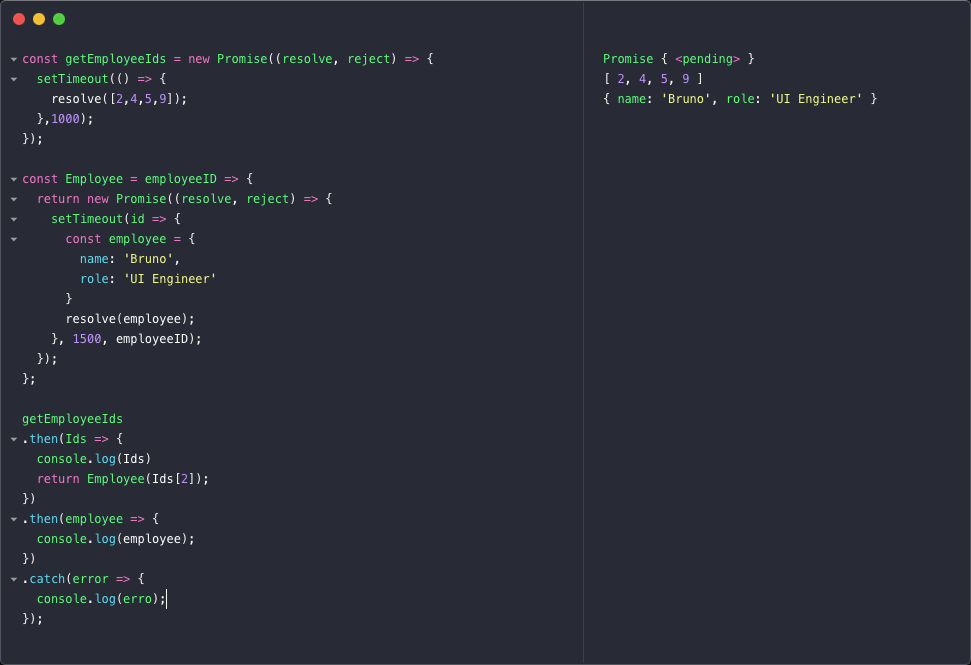 const getEmployeeIds = new Promise((resolve, reject) => {
  setTimeout(() => {
    resolve([2,4,5,9]);
  },1000);
});

const Employee = employeeID => {
  return new Promise((resolve, reject) => {
    setTimeout(id => {
      const employee = {
        name: 'Bruno',
        role: 'UI Engineer'
      }
      resolve(employee);
    }, 1500, employeeID);
  });
};

getEmployeeIds
.then(Ids => {
  console.log(Ids)
  return Employee(Ids[2]);
})
.then(employee => {
  console.log(employee);
})
.catch(error => {
  console.log(erro);
});

Promise { <pending> }
[ 2, 4, 5, 9 ]
{ name: 'Bruno', role: 'UI Engineer' }